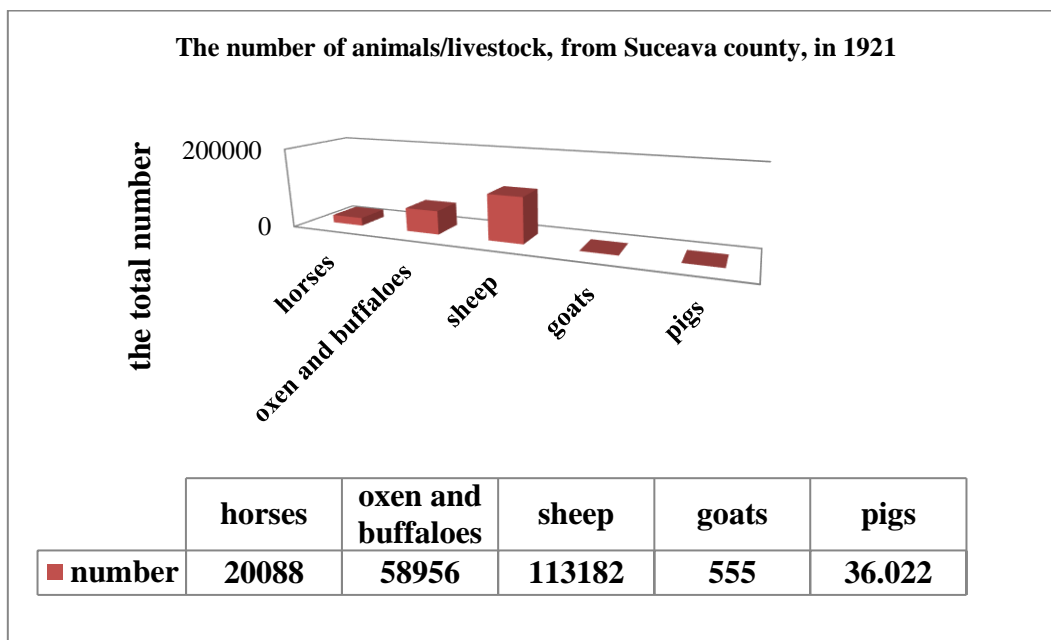 The number of animals/livestock, from Suceava county, in 1921
the total number
200000
0
horses
oxen and buffaloes
sheep
goats
pigs
horses
oxen and
buffaloes
sheep
goats
pigs
number
20088
58956
113182
555
36.022